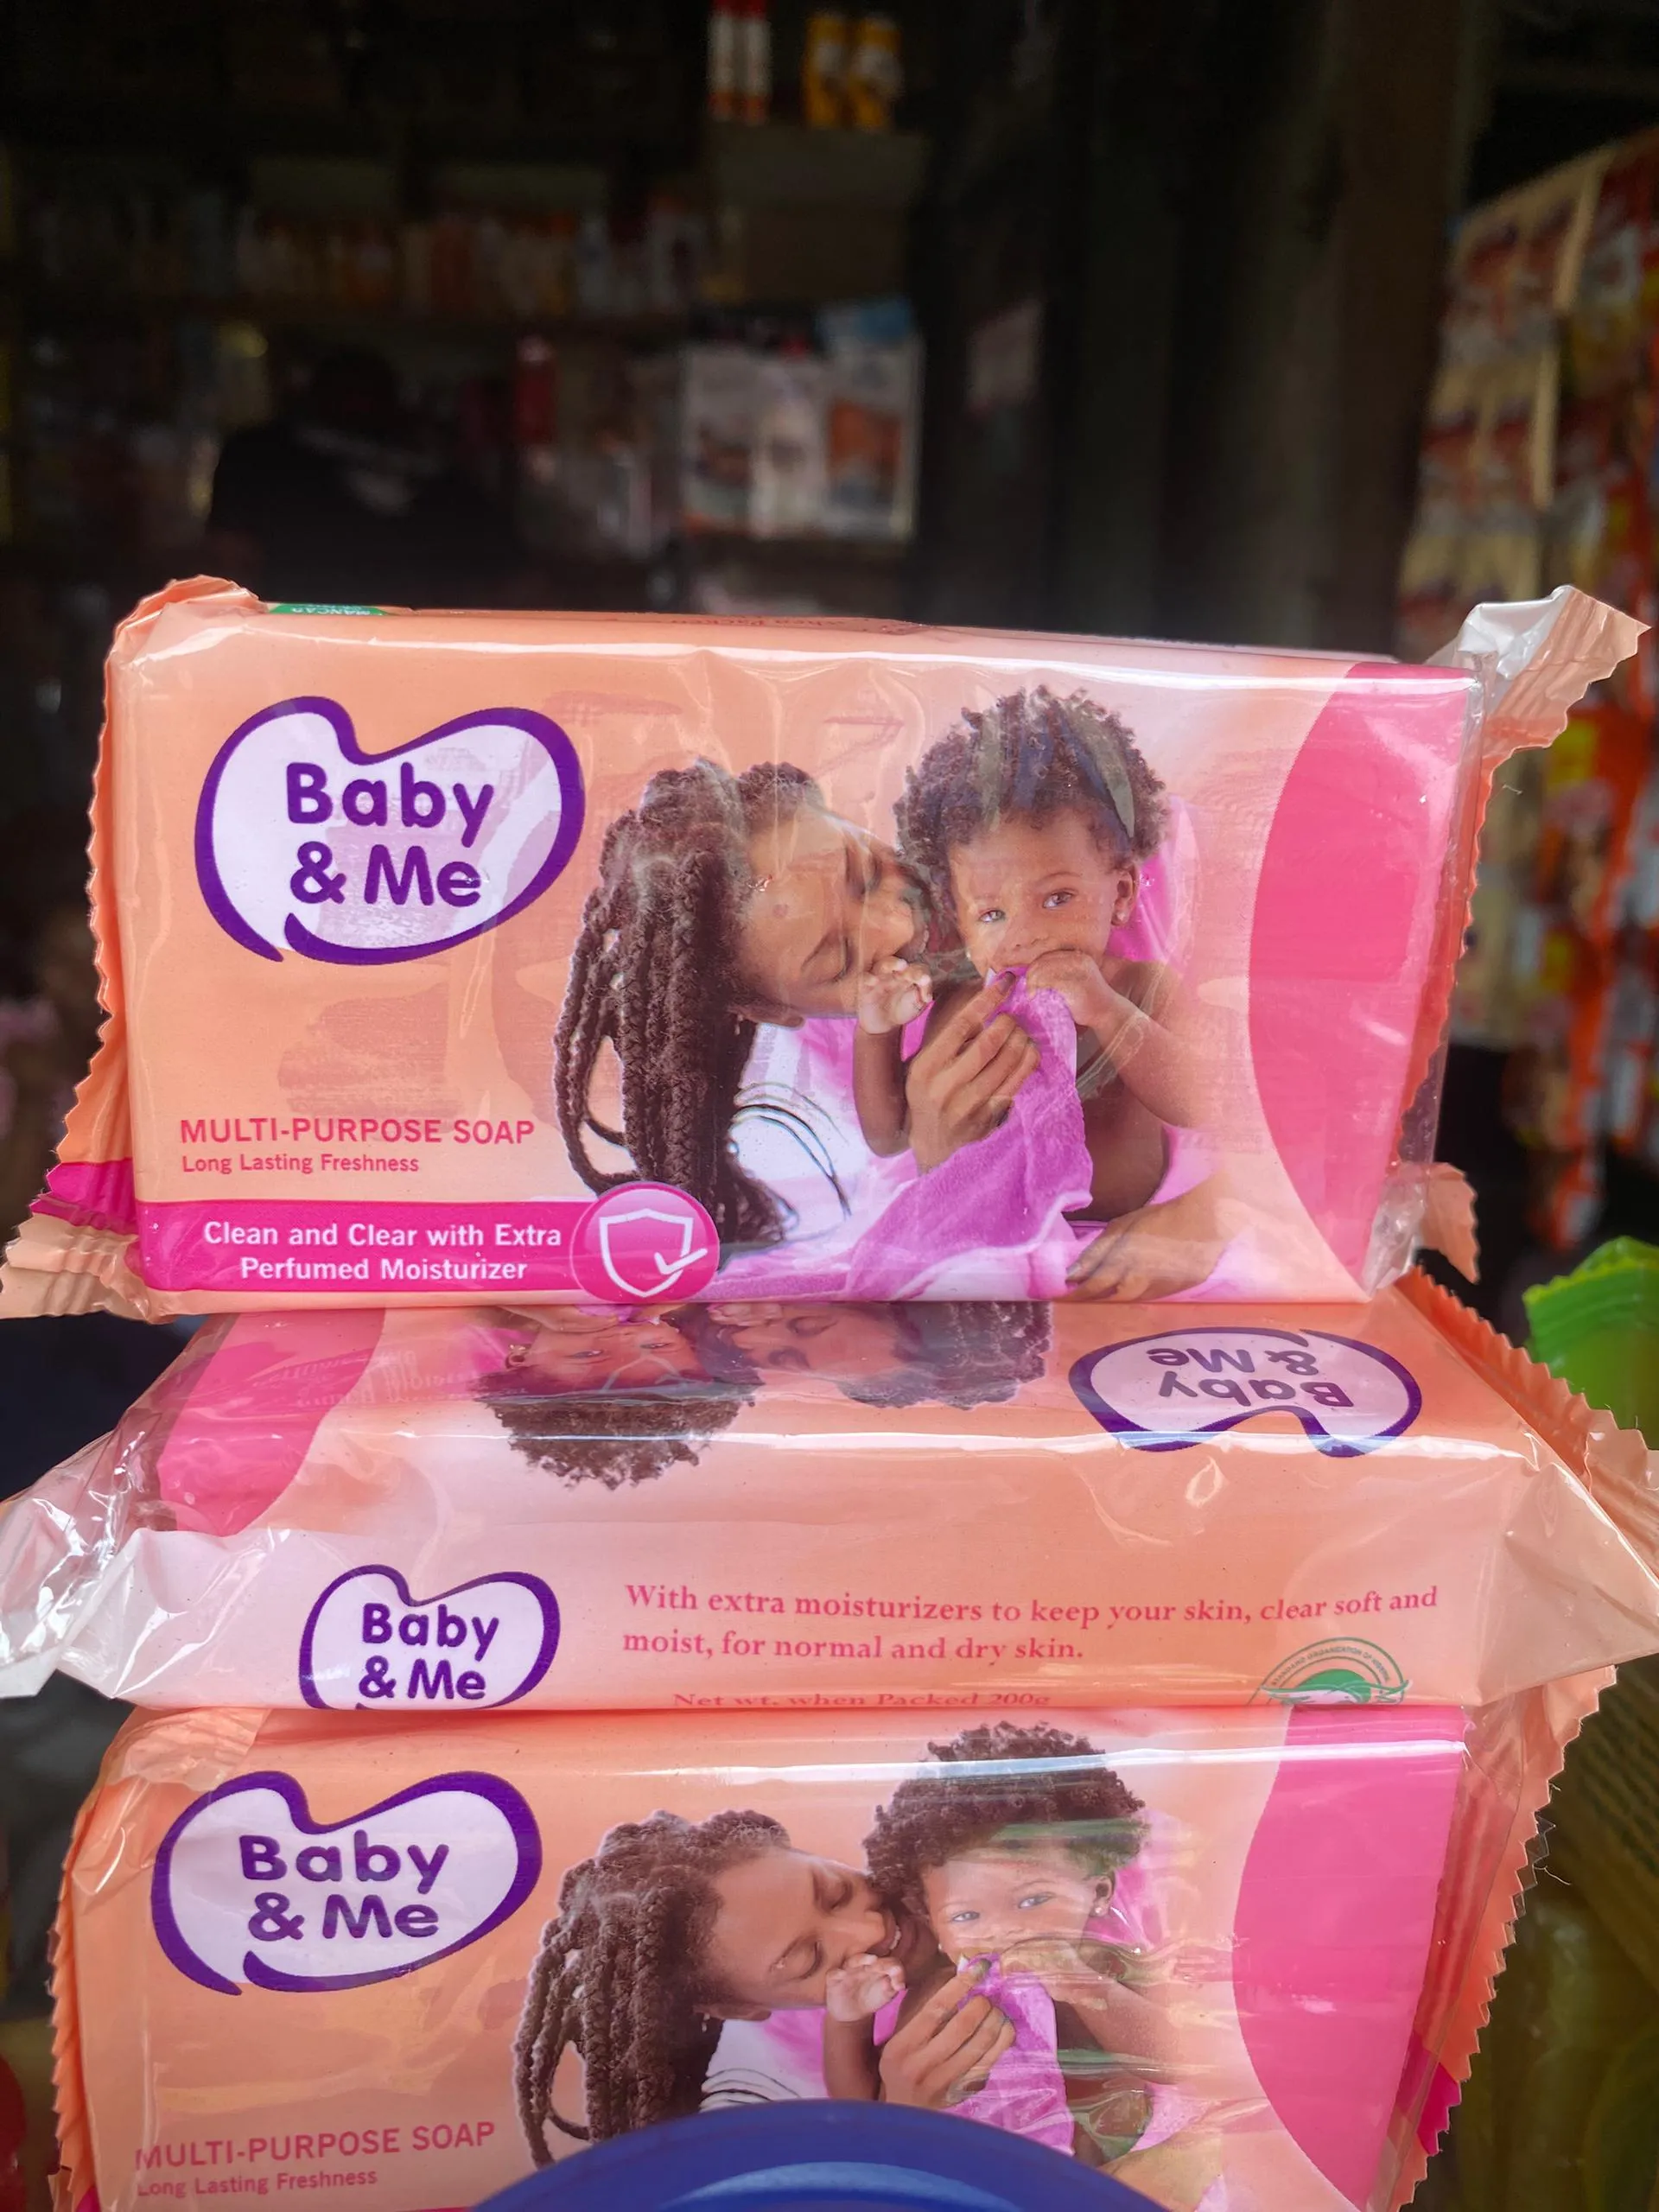 Baby
& Me
MULTI-PURPOSE SOAP
Long Lasting Freshness
Clean and Clear with Extra
Perfumed Moisturizer
Baby
& Me
Baby
& Me
With extra moisturizers to keep your skin, clear soft and
moist, for normal and dry skin.
Net wt. when Packed 200g
Baby
& Me
MULTI-PURPOSE SOAP
Long Lasting Freshness